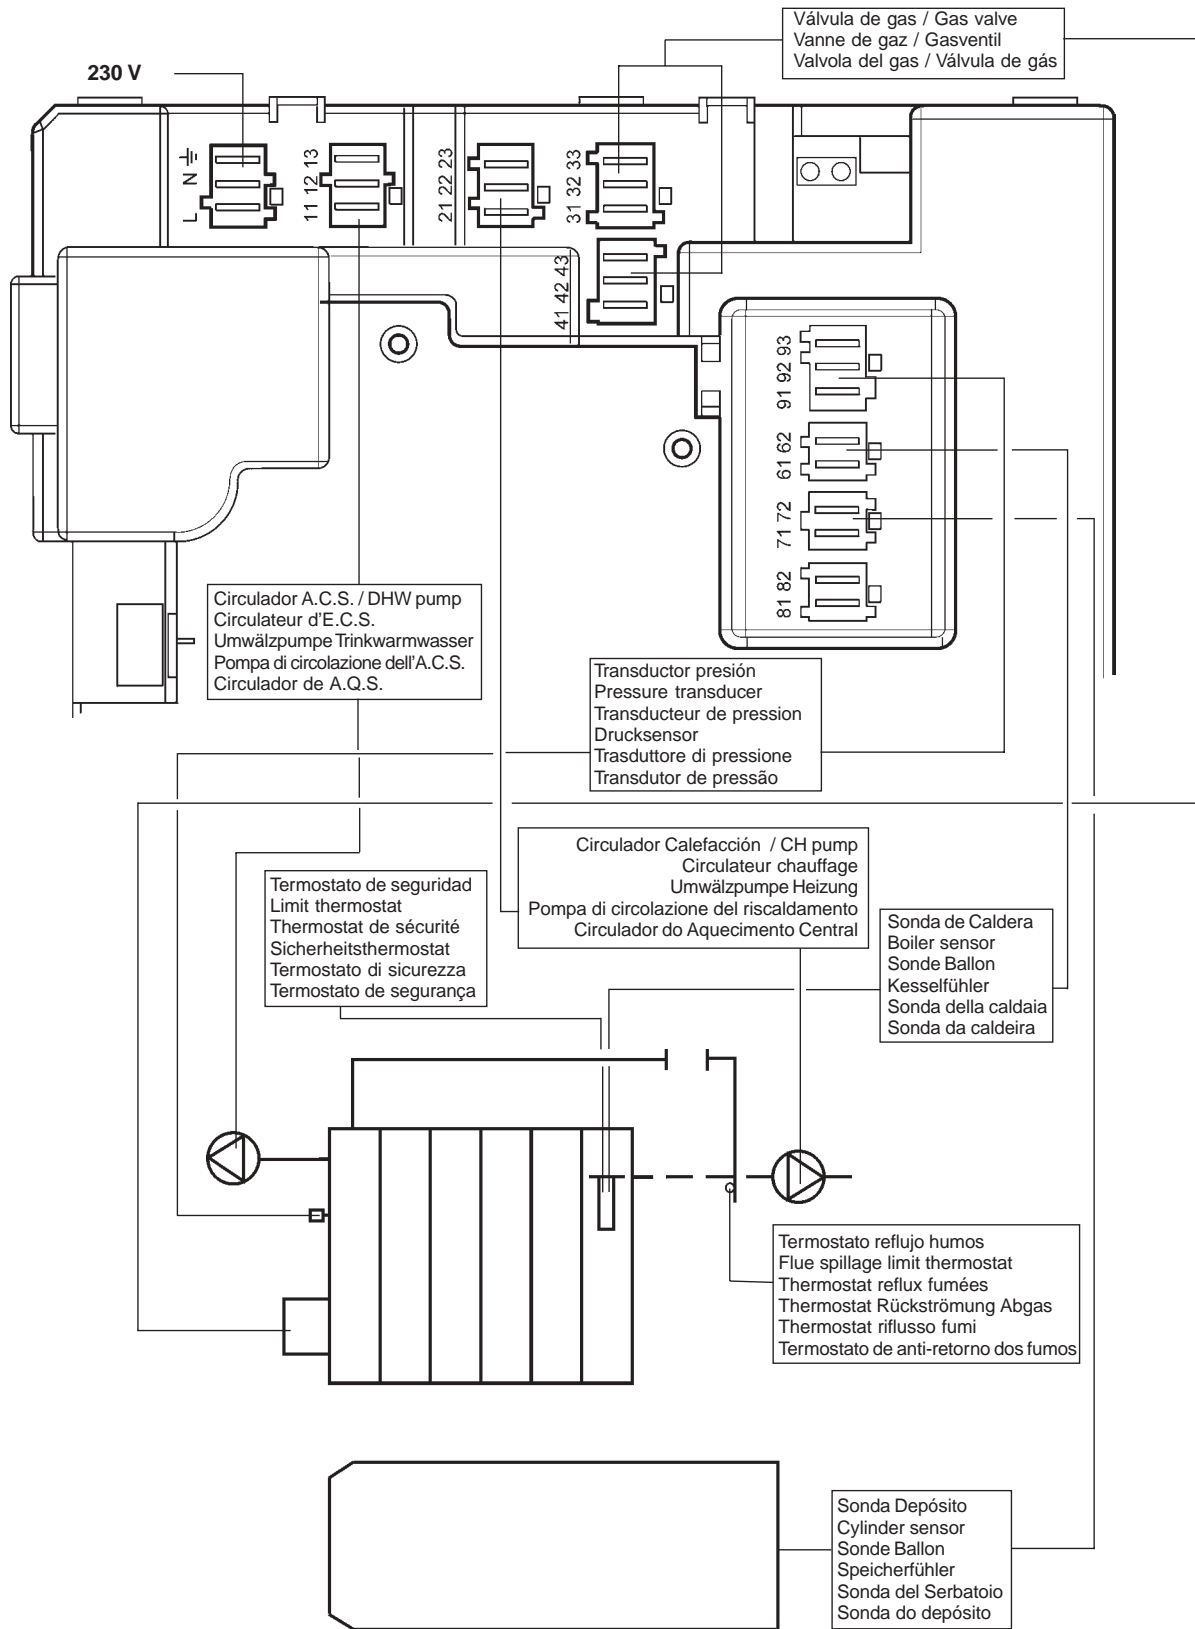 Válvula de gas / Gas valve
Vanne de gaz / Gasventil
Valvola del gas / Válvula de gás
230 V
L N
11 12 13
21 22 23
31 32 33
41 42 43
91 92 93
61 62
71 72
81 82
Circulador A.C.S. / DHW pump
Circulateur d'E.C.S.
Umwälzpumpe Trinkwarmwasser
Pompa di circolazione dell'A.C.S.
Circulador de A.Q.S.
Transductor presión
Pressure transducer
Transducteur de pression
Drucksensor
Trasduttore di pressione
Transdutor de pressão
Circulador Calefacción / CH pump
Circulateur chauffage
Umwälzpumpe Heizung
Pompa di circolazione del riscaldamento
Circulador do Aquecimento Central
Termostato de seguridad
Limit thermostat
Thermostat de sécurité
Sicherheitsthermostat
Termostato di sicurezza
Termostato de segurança
Sonda de Caldera
Boiler sensor
Sonde Ballon
Kesselfühler
Sonda della caldaia
Sonda da caldeira
Termostato reflujo humos
Flue spillage limit thermostat
Thermostat reflux fumées
Thermostat Rückströmung Abgas
Thermostat riflusso fumi
Termostato de anti-retorno dos fumos
Sonda Depósito
Cylinder sensor
Sonde Ballon
Speicherfühler
Sonda del Serbatoio
Sonda do depósito